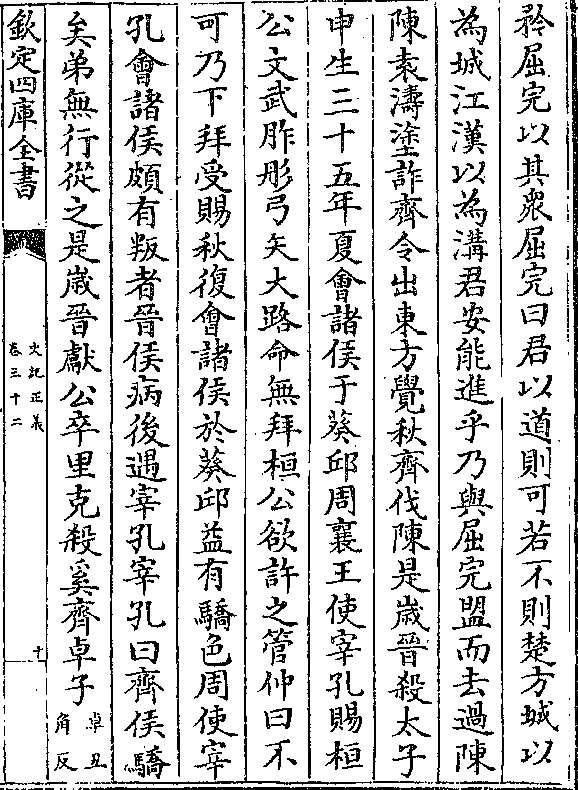 矜屈完以其衆屈完曰君以道則可若不則楚方城以
為城江漢以為溝君安能進乎乃與屈完盟而去過陳
陳袁濤塗詐齊令出東方覺秋齊伐陳是歲晉殺太子
申生三十五年夏會諸侯于葵邱周襄王使宰孔賜桓
公文武胙彤弓矢大路命無拜桓公欲許之管仲曰不
可乃下拜受賜秋復會諸侯於葵邱益有驕色周使宰
孔會諸侯頗有叛者晉侯病後遇宰孔宰孔曰齊侯驕
矣弟無行從之是歲晉獻公卒里克殺奚齊卓子
卓丑
角反
欽定四庫全書
史記正義
卷三十二
十